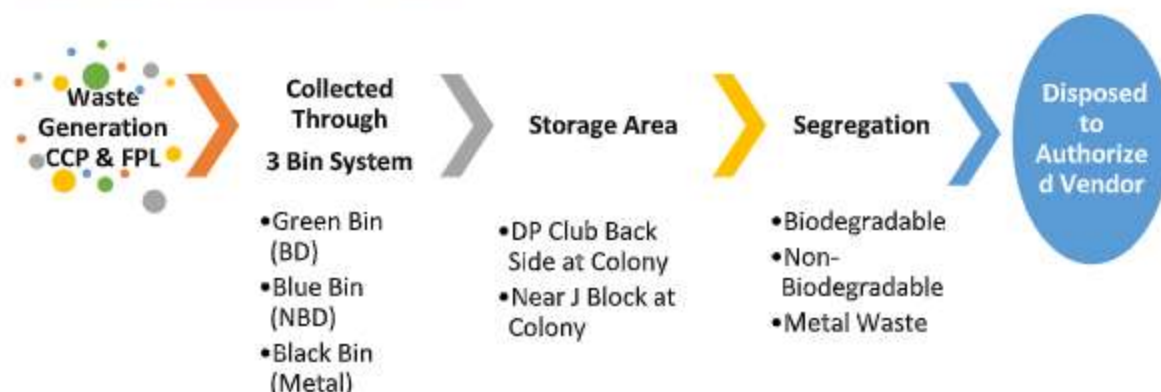 Waste
Generation
CCP & FPL
Collected
Through
3 Bin System
•Green Bin
(BD)
•Blue Bin
(NBD)
•Black Bin
(Metal)
Storage Area
•DP Club Back
Side at Colony
•Near J Block at
Colony
Segregation
•Biodegradable
•Non-
Biodegradable
•Metal Waste
Disposed
to
Authorize
d Vendor